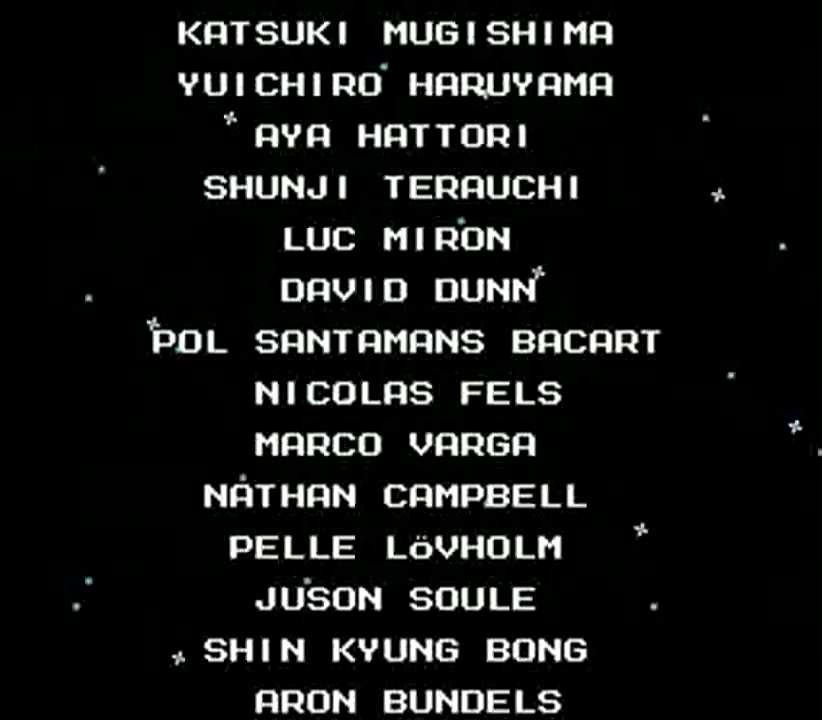 KATSUKI MUGISHIMA
YUICHIRO HARUYAMA
AYA HATTORI
SHUNJI TERAUCHI
LUC MIRON
DAVID DUNN
POL SANTAMANS BACART
NICOLAS FELS
MARCO VARGA
NATHAN CAMPBELL
PELLE LöVHOLM
JUSON SOULE
SHIN KYUNG BONG
ARON BUNDELS